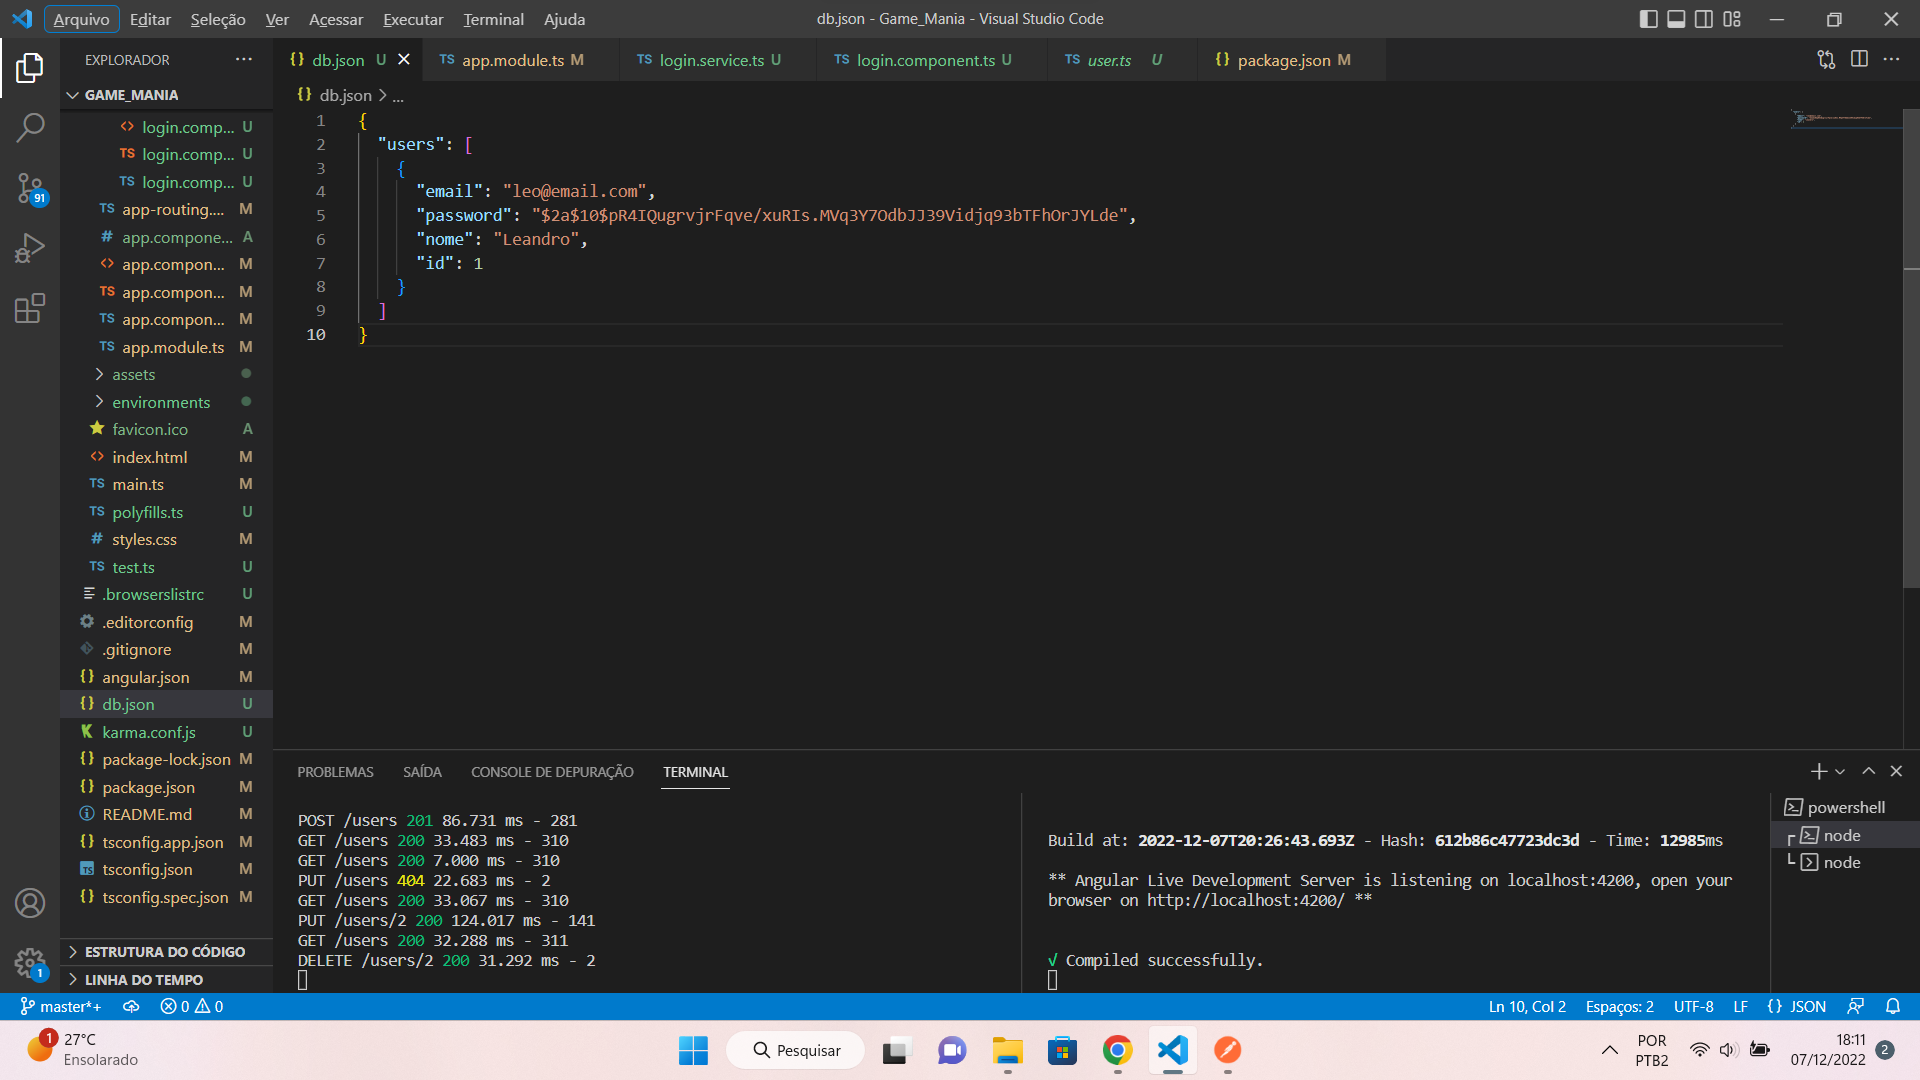 Arquivo Editar Seleção Ver Acessar Executar Terminal Ajuda
db.json - Game_Mania - Visual Studio Code
EXPLORADOR
GAME_MANIA
login.comp... U
login.comp... U
login.comp... U
app-routing.... M
app.compone... A
app.compon... M
app.compon... M
app.compon... M
app.module.ts M
assets
environments
favicon.ico A
index.html M
main.ts M
polyfills.ts U
styles.css M
test.ts U
.browserslistrc U
.editorconfig M
.gitignore M
angular.json M
db.json U
karma.conf.js U
package-lock.json M
package.json M
README.md M
tsconfig.app.json M
tsconfig.json M
tsconfig.spec.json M
ESTRUTURA DO CÓDIGO
LINHA DO TEMPO
91
1
{} db.json U
TS app.module.ts M
TS login.service.ts U
TS login.component.ts U
TS user.ts U
{} package.json M
{} db.json > ...
1 {
2 "users": [
3 {
4 "email": "leo@email.com",
5 "password": "$2a$10$pR4IQugrvjrFqve/xuRIs.MVq3Y7OdbJJ39Vidjq93bTFhOrJYLde",
6 "nome": "Leandro",
7 "id": 1
8 }
9 ]
10 }
PROBLEMAS SAÍDA CONSOLE DE DEPURAÇÃO TERMINAL
POST /users 201 86.731 ms - 281
GET /users 200 33.483 ms - 310
GET /users 200 7.000 ms - 310
PUT /users 404 22.683 ms - 2
GET /users 200 33.067 ms - 310
PUT /users/2 200 124.017 ms - 141
GET /users 200 32.288 ms - 311
DELETE /users/2 200 31.292 ms - 2
Build at: 2022-12-07T20:26:43.693Z - Hash: 612b86c47723dc3d - Time: 12985ms
** Angular Live Development Server is listening on localhost:4200, open your
browser on http://localhost:4200/ **
√ Compiled successfully.
powershell
node
node
master*+ 0 0
Ln 10, Col 2 Espaços: 2 UTF-8 LF {} JSON
1 27°C
Ensolarado
Pesquisar
POR
PTB2
18:11
07/12/2022
2